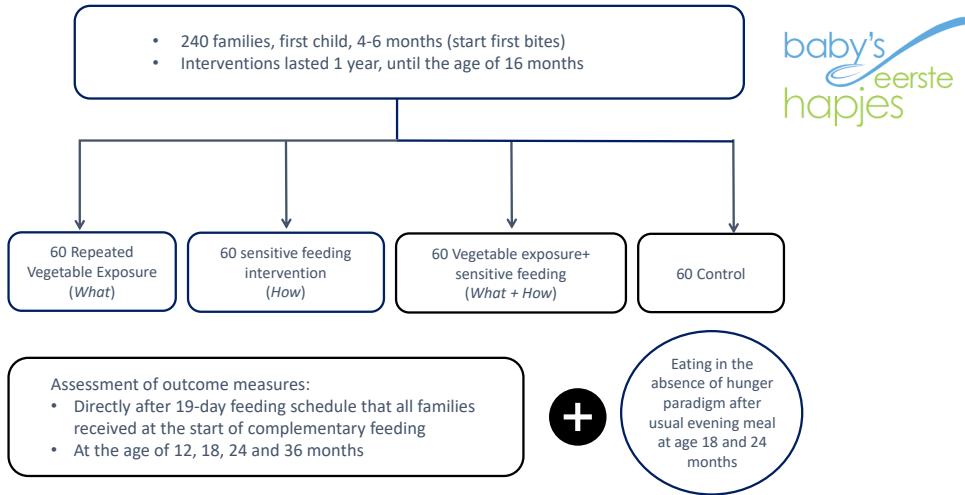 • 240 families, first child, 4-6 months (start first bites)
• Interventions lasted 1 year, until the age of 16 months
baby's
eerste
hapjes
60 Repeated
Vegetable Exposure
(What)
60 sensitive feeding
intervention
(How)
60 Vegetable exposure+
sensitive feeding
(What + How)
60 Control
Assessment of outcome measures:
• Directly after 19-day feeding schedule that all families
received at the start of complementary feeding
• At the age of 12, 18, 24 and 36 months
+
Eating in the
absence of hunger
paradigm after
usual evening meal
at age 18 and 24
months